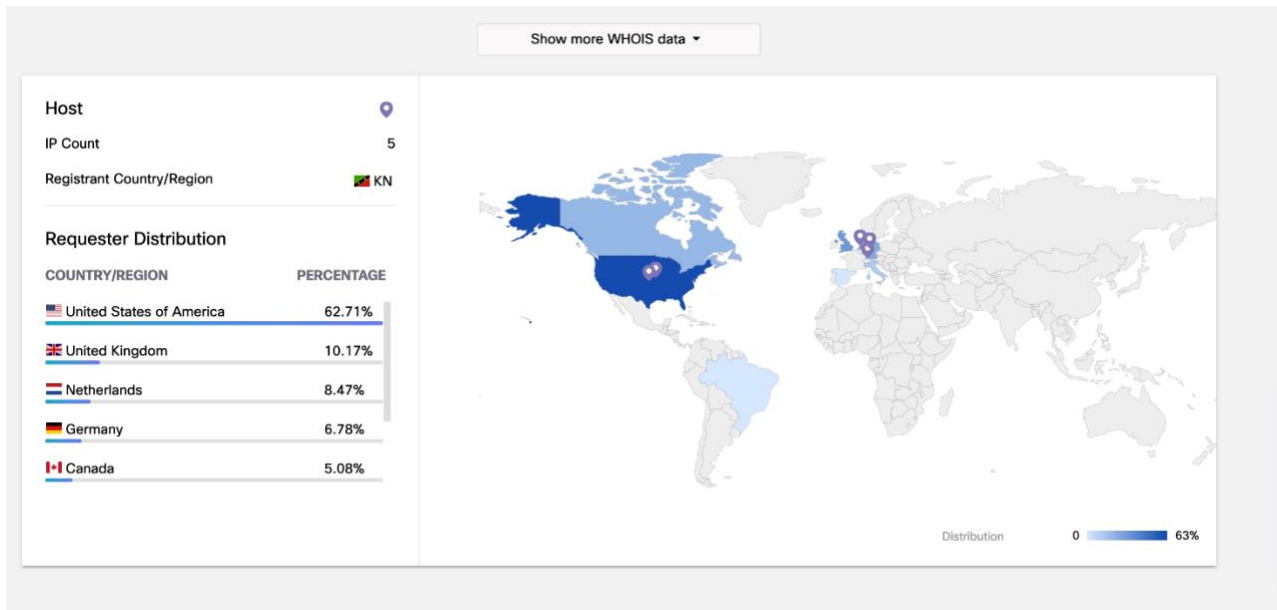 Show more WHOIS data
Host
IP Count 5
Registrant Country/Region KN
Requester Distribution
COUNTRY/REGION PERCENTAGE
United States of America 62.71%
United Kingdom 10.17%
Netherlands 8.47%
Germany 6.78%
Canada 5.08%
Distribution 0 63%